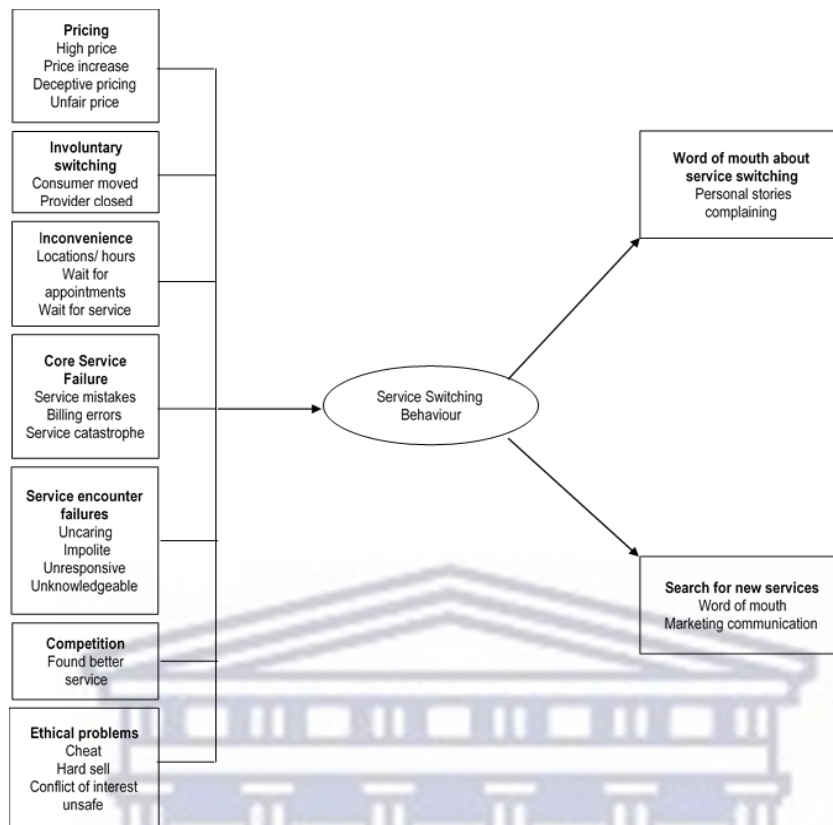 Pricing
High price
Price increase
Deceptive pricing
Unfair price
Involuntary
switching
Consumer moved
Provider closed
Inconvenience
Locations/ hours
Wait for
appointments
Wait for service
Core Service
Failure
Service mistakes
Billing errors
Service catastrophe
Service encounter
failures
Uncaring
Impolite
Unresponsive
Unknowledgeable
Competition
Found better
service
Ethical problems
Cheat
Hard sell
Conflict of interest
unsafe
Service Switching
Behaviour
Word of mouth about
service switching
Personal stories
complaining
Search for new services
Word of mouth
Marketing communication